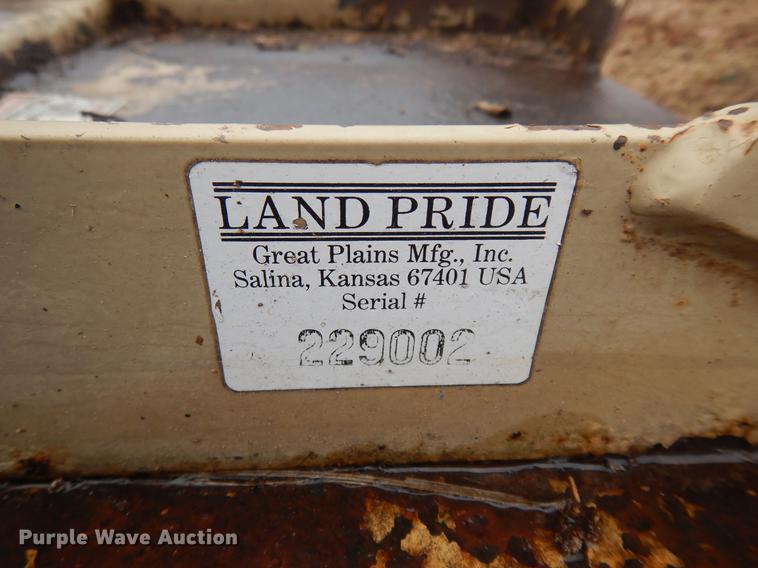 LAND PRIDE
Great Plains Mfg., Inc.
Salina, Kansas 67401 USA
Serial #
229002
Purple Wave Auction